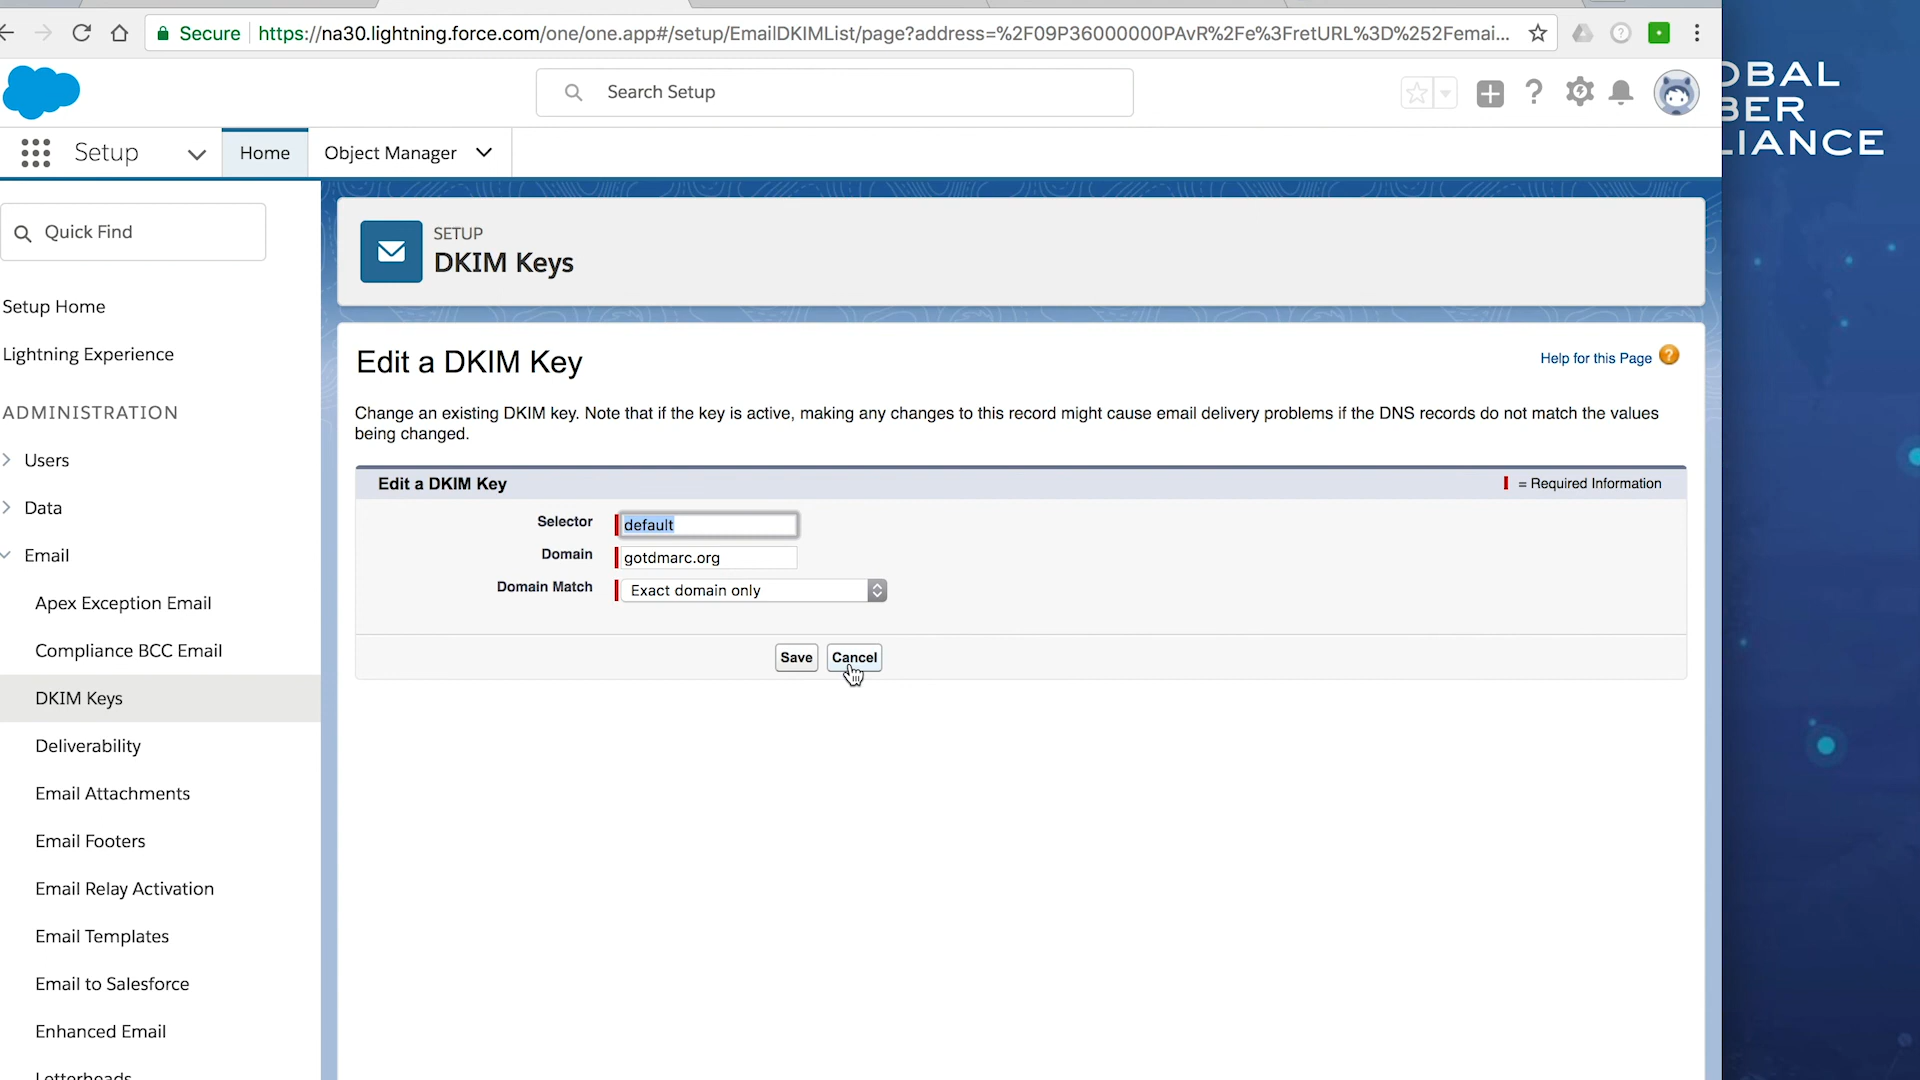 Secure https://na30.lightning.force.com/one/one.app#/setup/EmailDKIMList/page?address=%2F09P36000000PAvR%2Fe%3FretURL%3D%252Femai...
Search Setup
Setup
Home
Object Manager
Quick Find
Setup Home
Lightning Experience
ADMINISTRATION
Users
Data
Email
Apex Exception Email
Compliance BCC Email
DKIM Keys
Deliverability
Email Attachments
Email Footers
Email Relay Activation
Email Templates
Email to Salesforce
Enhanced Email
Letterheads
SETUP
DKIM Keys
Edit a DKIM Key
Help for this Page ?
Change an existing DKIM key. Note that if the key is active, making any changes to this record might cause email delivery problems if the DNS records do not match the values
being changed.
Edit a DKIM Key
= Required Information
Selector default
Domain gotdmarc.org
Domain Match Exact domain only
Save Cancel
OBAL
BER
LIANCE